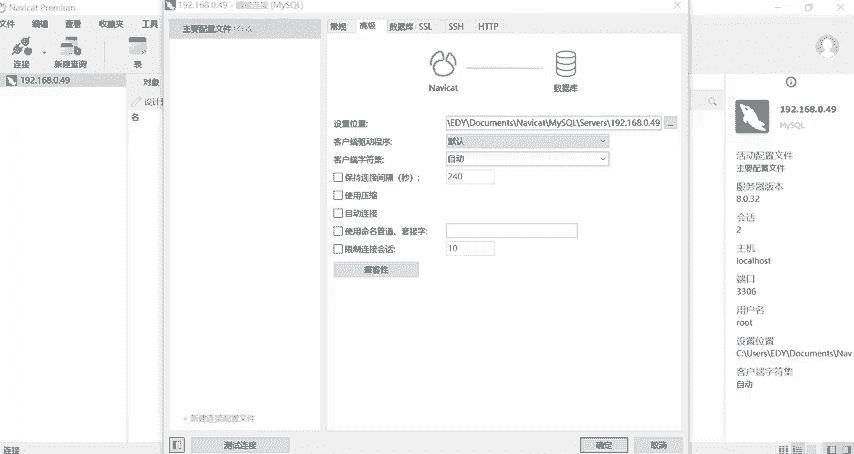 Navicat Premium
文件 编辑 查看 收藏夹 工具
连接 新建查询 表
192.168.0.49
对象
名
192.168.0.49 - 编辑连接 (MySQL)
主要配置文件
+ 新建连接配置文件
常规 高级 数据库 SSL SSH HTTP
Navicat 数据库
设置位置: \EDY\Documents\Navicat\MySQL\Servers\192.168.0.49 ...
客户端驱动程序: 默认
客户端字符集: 自动
保持连接间隔（秒）: 240
使用压缩
自动连接
使用命名管道、套接字:
限制连接会话: 10
兼容性
测试连接 确定 取消
192.168.0.49
MySQL
活动配置文件
主要配置文件
服务器版本
8.0.32
会话
2
主机
localhost
端口
3306
用户名
root
设置位置
C:\Users\EDY\Documents\Nav
客户端字符集
自动
连接